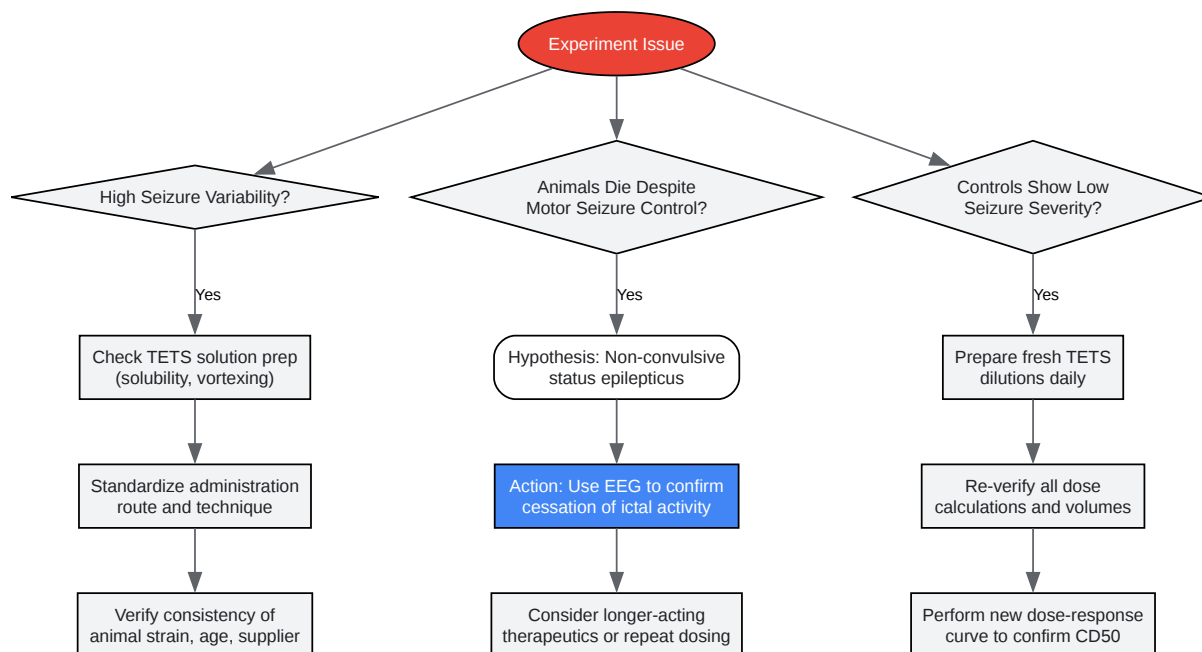 Experiment Issue
High Seizure Variability?
Animals Die Despite
Motor Seizure Control?
Controls Show Low
Seizure Severity?
Yes
Yes
Yes
Check TETS solution prep
(solubility, vortexing)
Hypothesis: Non-convulsive
status epilepticus
Prepare fresh TETS
dilutions daily
Standardize administration
route and technique
Action: Use EEG to confirm
cessation of ictal activity
Re-verify all dose
calculations and volumes
Verify consistency of
animal strain, age, supplier
Consider longer-acting
therapeutics or repeat dosing
Perform new dose-response
curve to confirm CD50